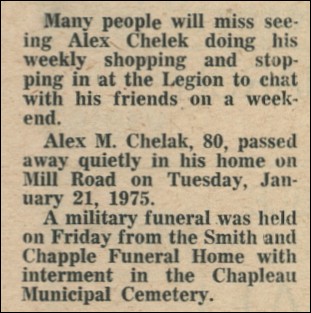 Many people will miss see-
ing Alex Chelek doing his
weekly shopping and stop-
ping in at the Legion to chat
with his friends on a week-
end.
Alex M. Chelak, 80, passed
away quietly in his home on
Mill Road on Tuesday, Jan-
uary 21, 1975.
A military funeral was held
on Friday from the Smith and
Chapple Funeral Home with
interment in the Chapleau
Municipal Cemetery.